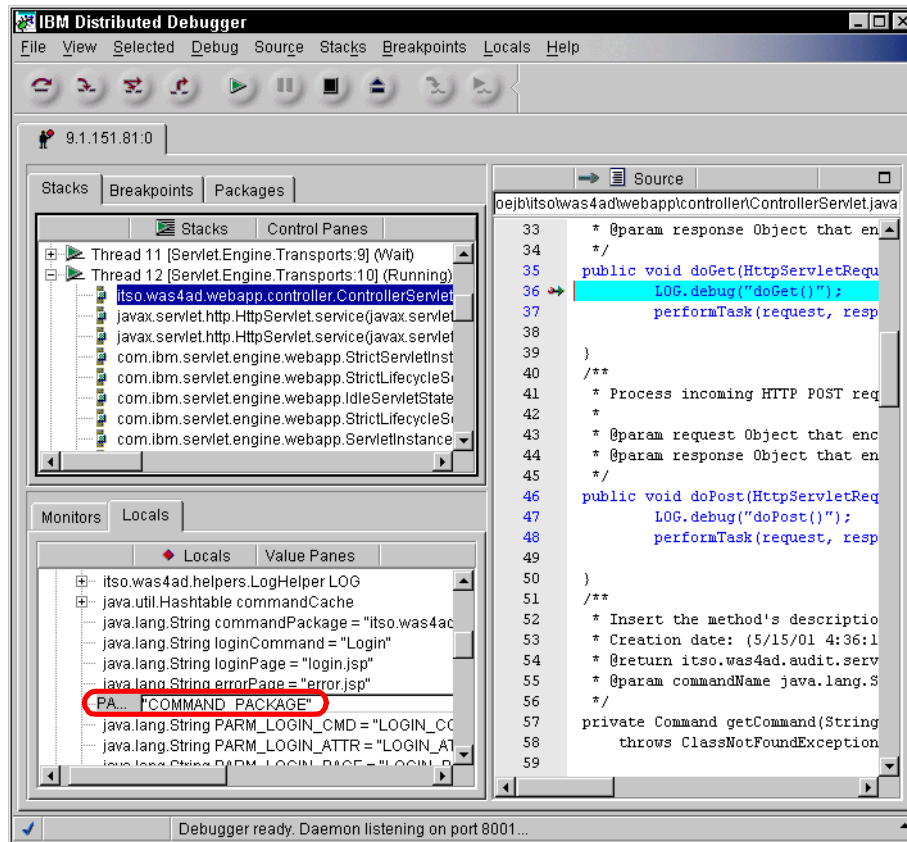 IBM Distributed Debugger
File View Selected Debug Source Stacks Breakpoints Locals Help
9.1.151.81:0
Stacks Breakpoints Packages
Stacks Control Panes
Thread 11 [Servlet.Engine.Transports:9] (Wait)
Thread 12 [Servlet.Engine.Transports:10] (Running)
itso.was4ad.webapp.controller.ControllerServlet
javax.servlet.http.HttpServlet.service(javax.servlet
javax.servlet.http.HttpServlet.service(javax.servlet
com.ibm.servlet.engine.webapp.StrictServletInst
com.ibm.servlet.engine.webapp.StrictLifecycleS
com.ibm.servlet.engine.webapp.IdleServletState
com.ibm.servlet.engine.webapp.StrictLifecycleS
com.ibm.servlet.engine.webapp.ServletInstance
Monitors Locals
Locals Value Panes
itso.was4ad.helpers.LogHelper LOG
java.util.Hashtable commandCache
java.lang.String commandPackage = "itso.was4ad
java.lang.String loginCommand = "Login"
java.lang.String loginPage = "login.jsp"
java.lang.String errorPage = "error.jsp"
PA... "COMMAND_PACKAGE"
java.lang.String PARM_LOGIN_CMD = "LOGIN_CO
java.lang.String PARM_LOGIN_ATTR = "LOGIN_AT
java.lang.String PARM_LOGIN_PAGE = "LOGIN_P
Source
oejb\itso\was4ad\webapp\controller\ControllerServlet.java
33 * @param response Object that en
34 */
35 public void doGet(HttpServletRequ
36 LOG.debug("doGet()");
37 performTask(request, resp
38
39 }
40 /**
41 * Process incoming HTTP POST req
42 *
43 * @param request Object that enc
44 * @param response Object that en
45 */
46 public void doPost(HttpServletReq
47 LOG.debug("doPost()");
48 performTask(request, resp
49
50 }
51 /**
52 * Insert the method's descriptio
53 * Creation date: (5/15/01 4:36:1
54 * @return itso.was4ad.audit.serv
55 * @param commandName java.lang.S
56 */
57 private Command getCommand(String
58 throws ClassNotFoundException
59
Debugger ready. Daemon listening on port 8001...